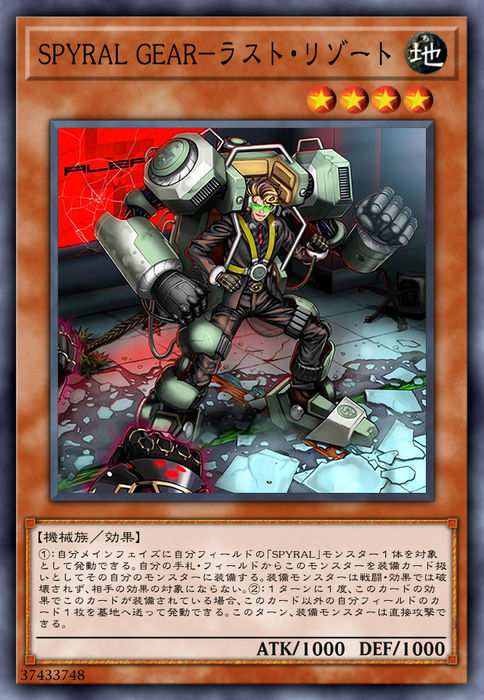 SPYRAL GEAR－ラスト・リゾート
ち
地
ALER
【機械族／効果】
①：自分メインフェイズに自分フィールドの「SPYRAL」モンスター１体を対象
として発動できる。自分の手札・フィールドからこのモンスターを装備カード扱
いとしてその自分のモンスターに装備する。装備モンスターは戦闘・効果では破
壊されず、相手の効果の対象にならない。②：１ターンに１度、このカードの効
果でこのカードが装備されている場合、このカード以外の自分フィールドのカ
ード１枚を墓地へ送って発動できる。このターン、装備モンスターは直接攻撃で
きる。
ATK/1000 DEF/1000
37433748